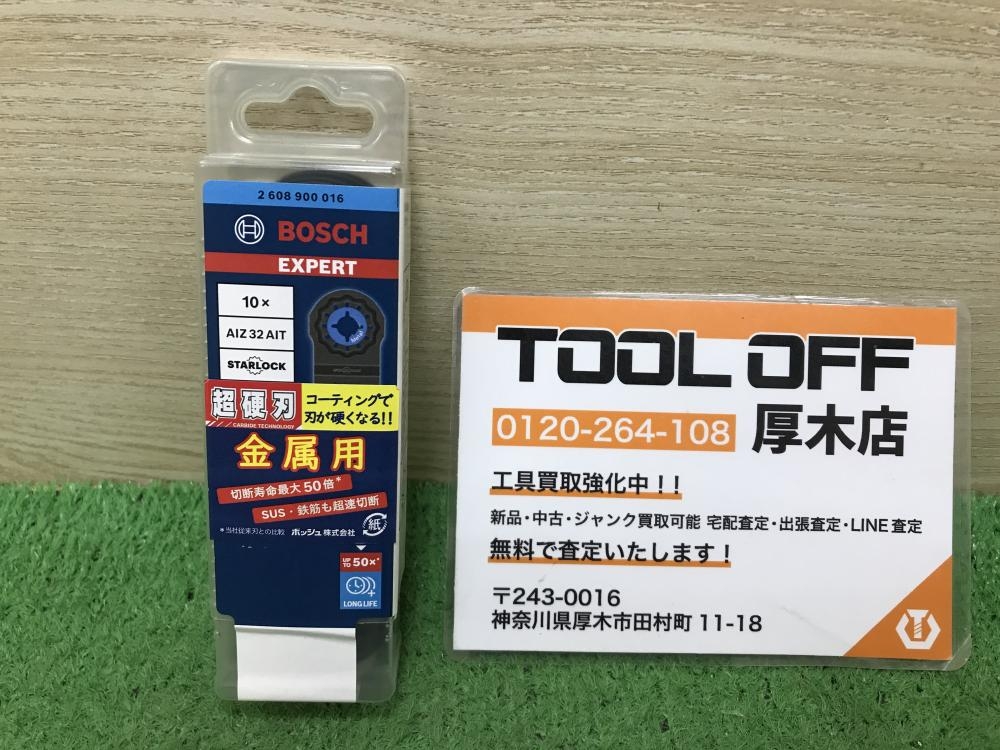 2 608 900 016
BOSCH
EXPERT
10×
AIZ 32 AIT
STARLOCK
Metal
超硬刃
CARBIDE TECHNOLOGY
コーティングで
刃が硬くなる!!
金属用
切断寿命最大50倍*
SUS・鉄筋も超速切断
*当社従来刃との比較 ボッシュ株式会社
紙
UP TO 50×*
LONG LIFE
TOOL OFF
0120-264-108 厚木店
工具買取強化中!!
新品・中古・ジャンク買取可能 宅配査定・出張査定・LINE査定
無料で査定いたします!
〒243-0016
神奈川県厚木市田村町 11-18